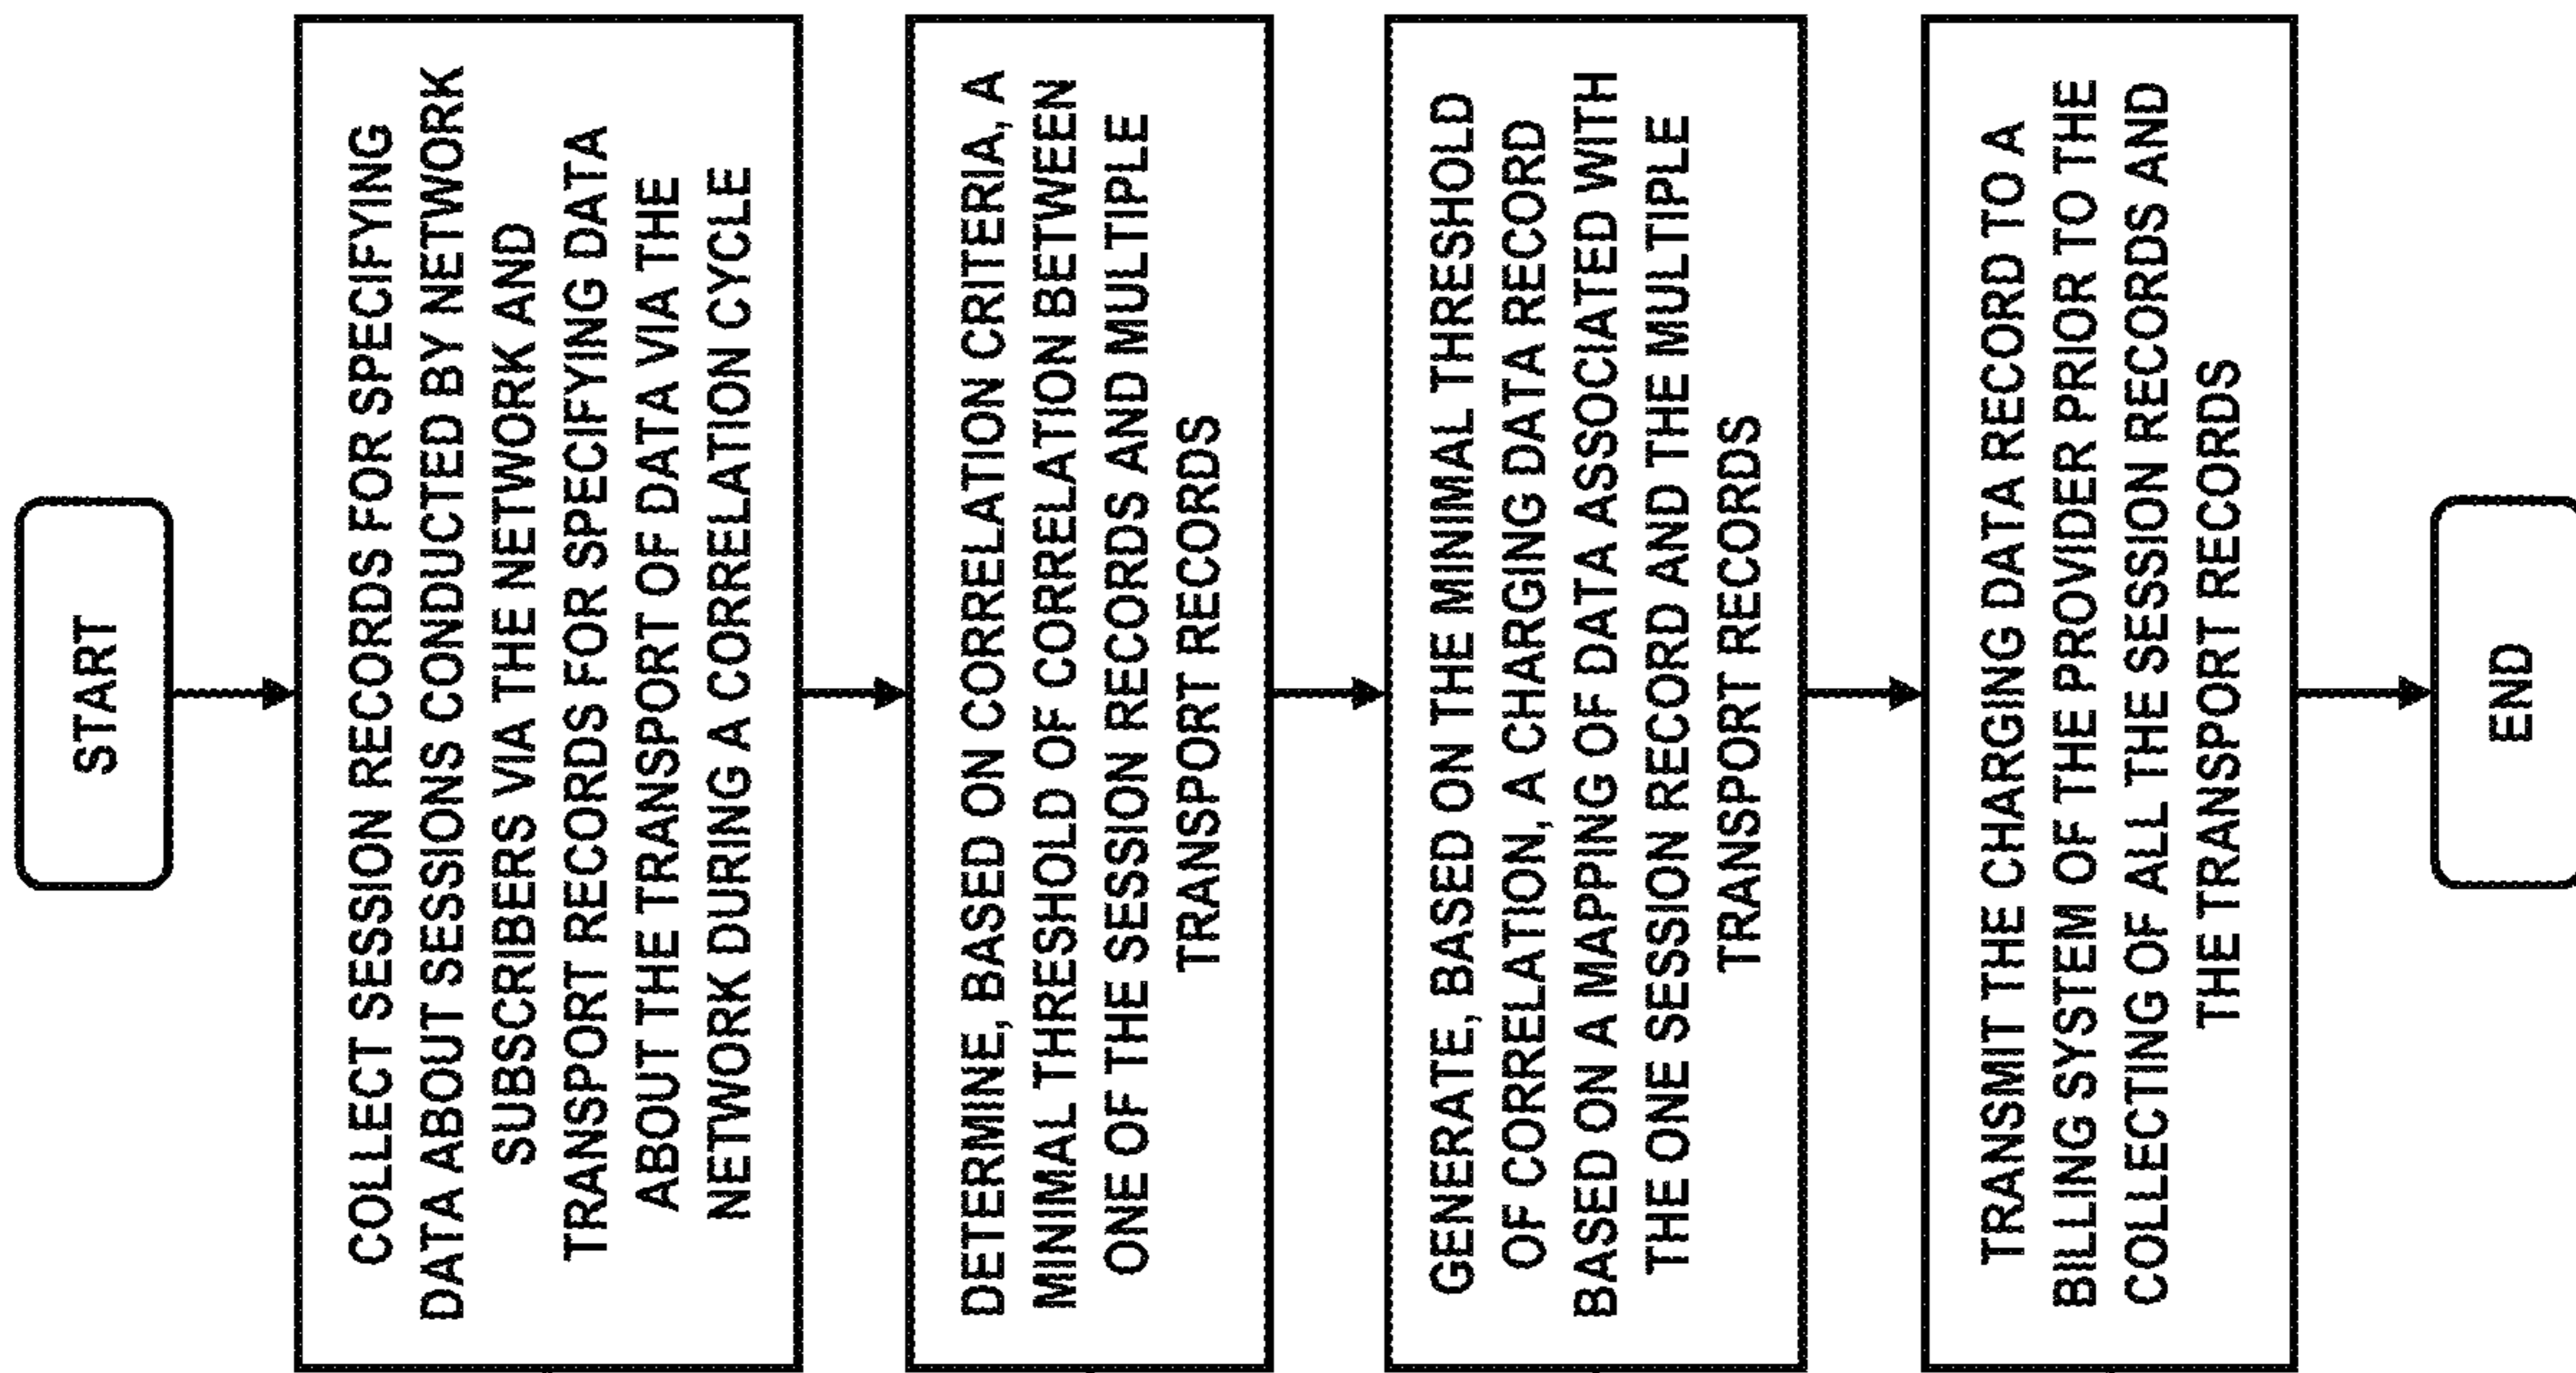 START
COLLECT SESSION RECORDS FOR SPECIFYING
DATA ABOUT SESSIONS CONDUCTED BY NETWORK
SUBSCRIBERS VIA THE NETWORK AND
TRANSPORT RECORDS FOR SPECIFYING DATA
ABOUT THE TRANSPORT OF DATA VIA THE
NETWORK DURING A CORRELATION CYCLE
DETERMINE, BASED ON CORRELATION CRITERIA, A
MINIMAL THRESHOLD OF CORRELATION BETWEEN
ONE OF THE SESSION RECORDS AND MULTIPLE
TRANSPORT RECORDS
GENERATE, BASED ON THE MINIMAL THRESHOLD
OF CORRELATION, A CHARGING DATA RECORD
BASED ON A MAPPING OF DATA ASSOCIATED WITH
THE ONE SESSION RECORD AND THE MULTIPLE
TRANSPORT RECORDS
TRANSMIT THE CHARGING DATA RECORD TO A
BILLING SYSTEM OF THE PROVIDER PRIOR TO THE
COLLECTING OF ALL THE SESSION RECORDS AND
THE TRANSPORT RECORDS
END